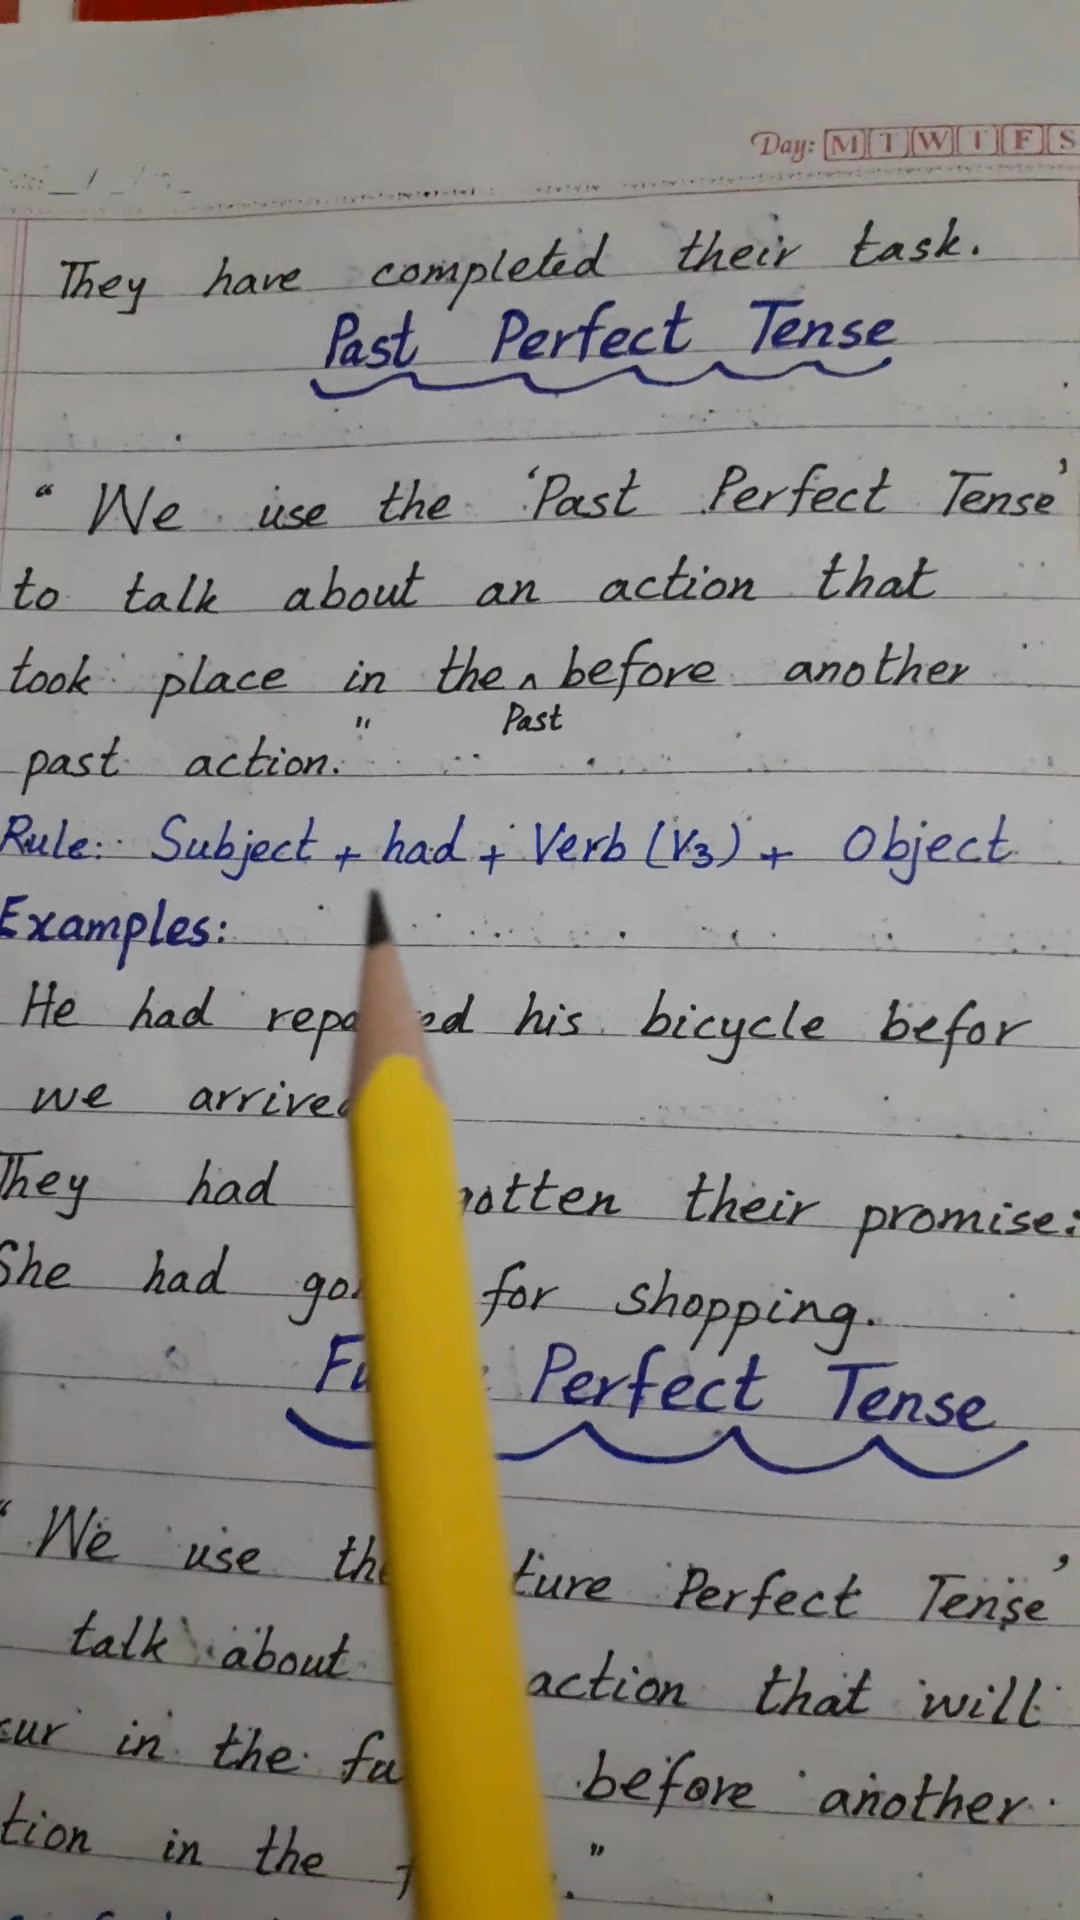 Day: M T W T F S
They have completed their task.
Past Perfect Tense
“ We use the ‘Past Perfect Tense’
to talk about an action that
took place in the ^ before another
Past
past action.”
Rule: Subject + had + Verb (V3) + Object
Examples:
He had his bicycle befor
we
They had their promise:
She had for shopping.
Perfect Tense
“We use Perfect Tense’
talk about action that will
in the before another
in the ”